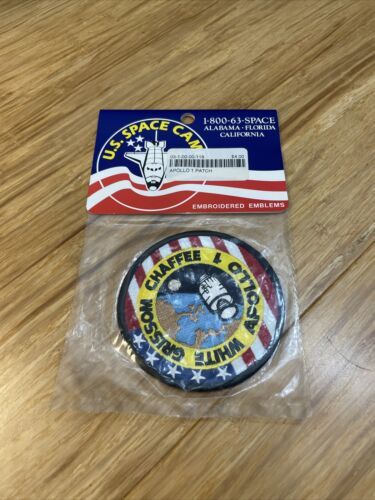 U.S. SPACE CAM
1-800-63-SPACE
ALABAMA • FLORIDA
CALIFORNIA
$4.00
APOLLO 1 PATCH
EMBROIDERED EMBLEMS
APOLLO 1
CHAFFEE
GRISSOM
WHITE